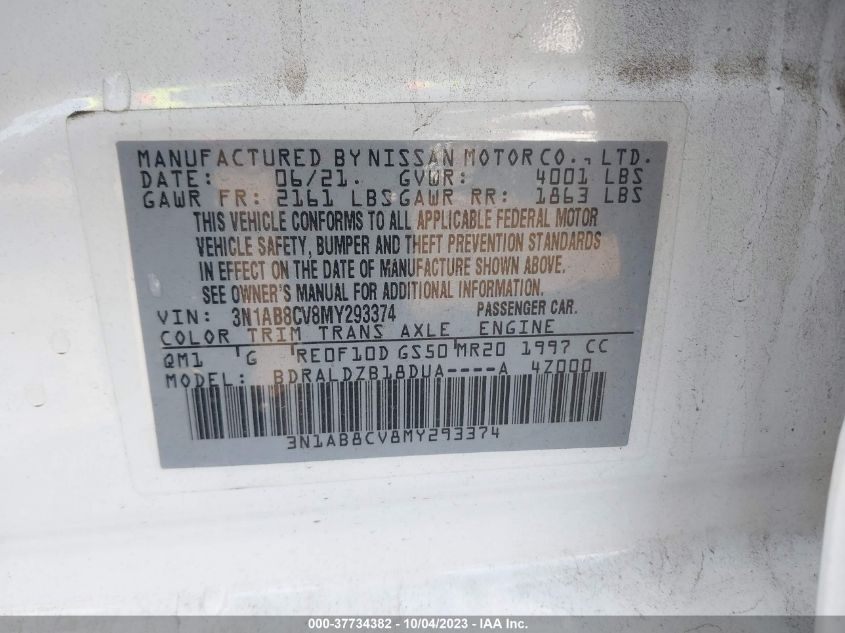 MANUFACTURED BY NISSAN MOTOR CO., LTD.
DATE: 06/21. GVWR: 4001 LBS
GAWR FR: 2161 LBS GAWR RR: 1863 LBS
THIS VEHICLE CONFORMS TO ALL APPLICABLE FEDERAL MOTOR
VEHICLE SAFETY, BUMPER AND THEFT PREVENTION STANDARDS
IN EFFECT ON THE DATE OF MANUFACTURE SHOWN ABOVE.
SEE OWNER'S MANUAL FOR ADDITIONAL INFORMATION.
VIN: 3N1AB8CV8MY293374 PASSENGER CAR.
COLOR TRIM TRANS AXLE ENGINE
QM1 G RE0F10D GS50 MR20 1997 CC
MODEL: BDRALDZB18DUA----A 4Z000
3N1AB8CV8MY293374
000-37734382 - 10/04/2023 - IAA Inc.